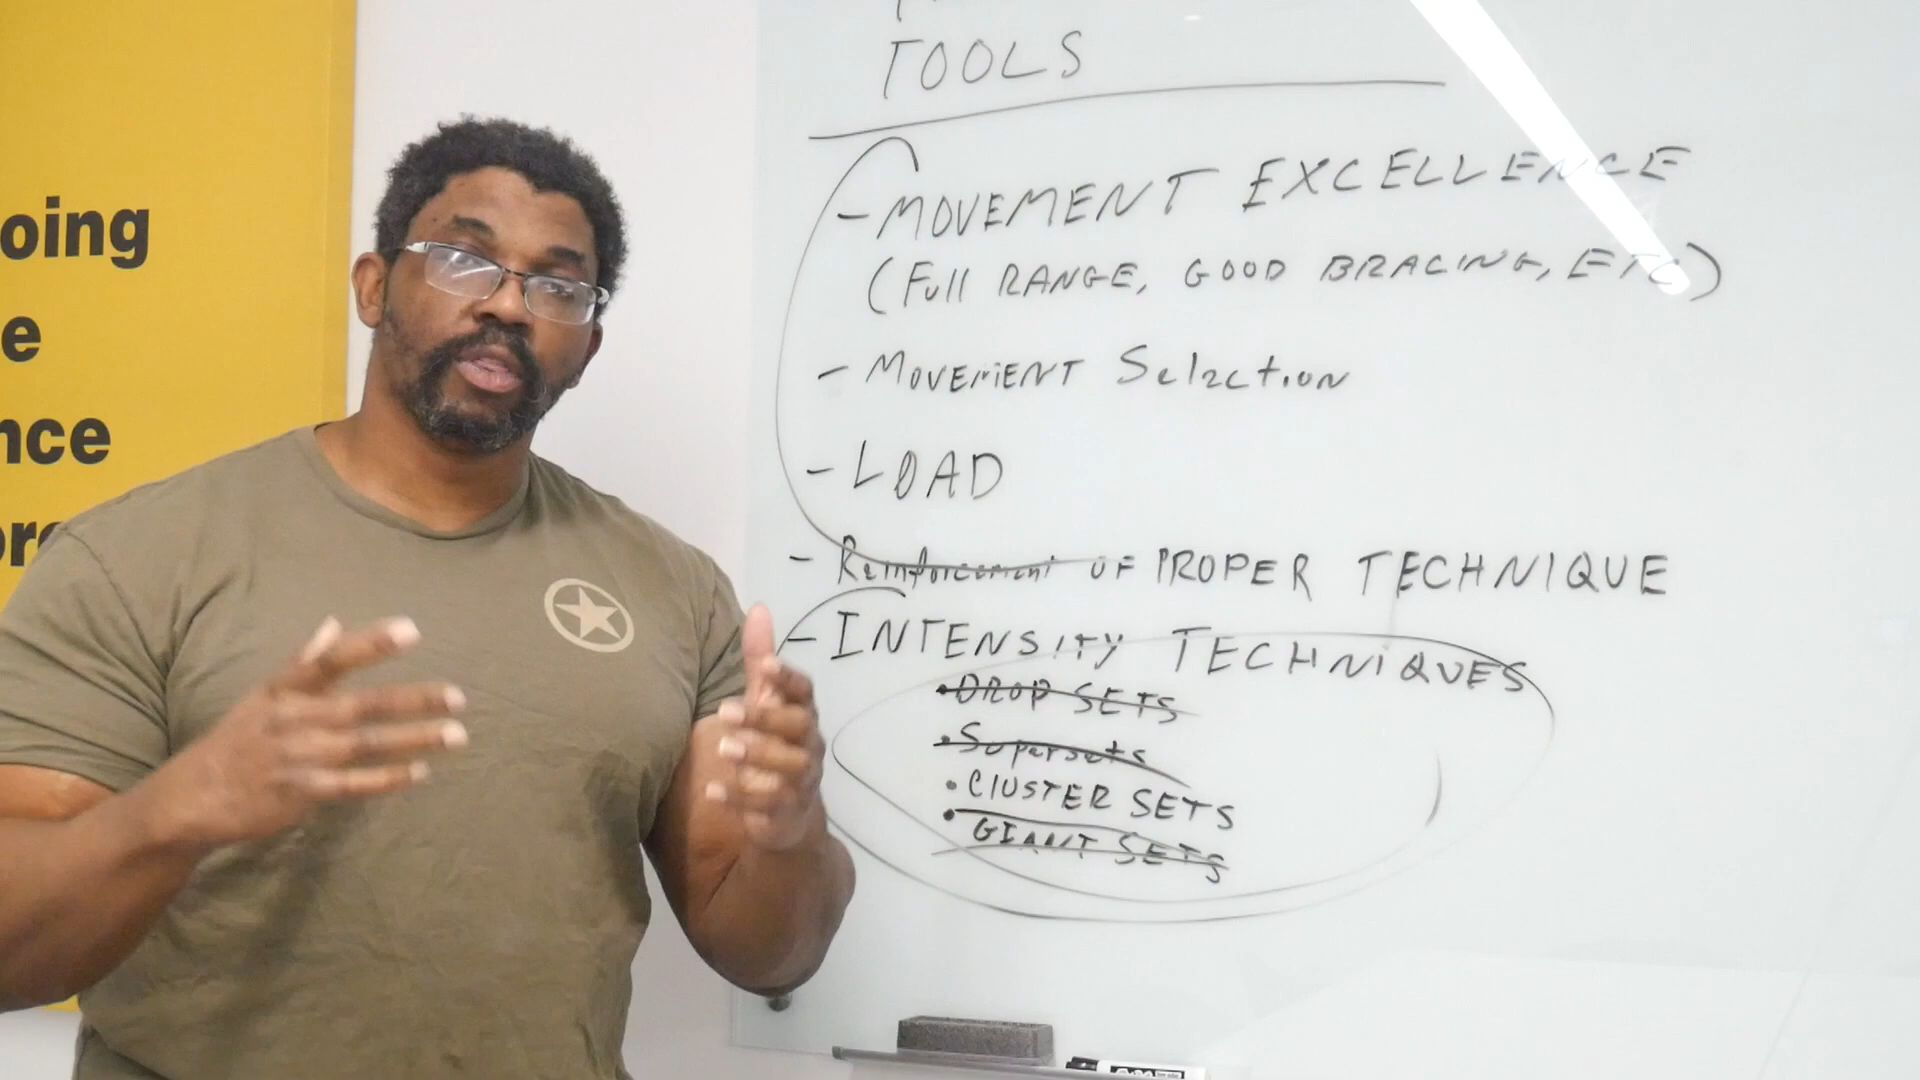 oing
e
nce
ore
TOOLS
- MOVEMENT EXCELLENCE
(Full RANGE, GOOD BRACING, ETC)
- MOVEMENT Selection
- LOAD
- Reinforcement OF PROPER TECHNIQUE
- INTENSITY TECHNIQUES
• DROP SETS
• Supersets
• CLUSTER SETS
• GIANT SETS